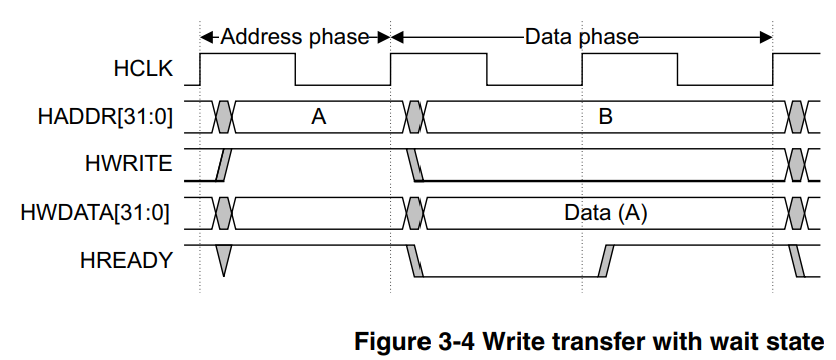 Address phase
Data phase
HCLK
HADDR[31:0]
A
B
HWRITE
HWDATA[31:0]
Data (A)
HREADY
Figure 3-4 Write transfer with wait state